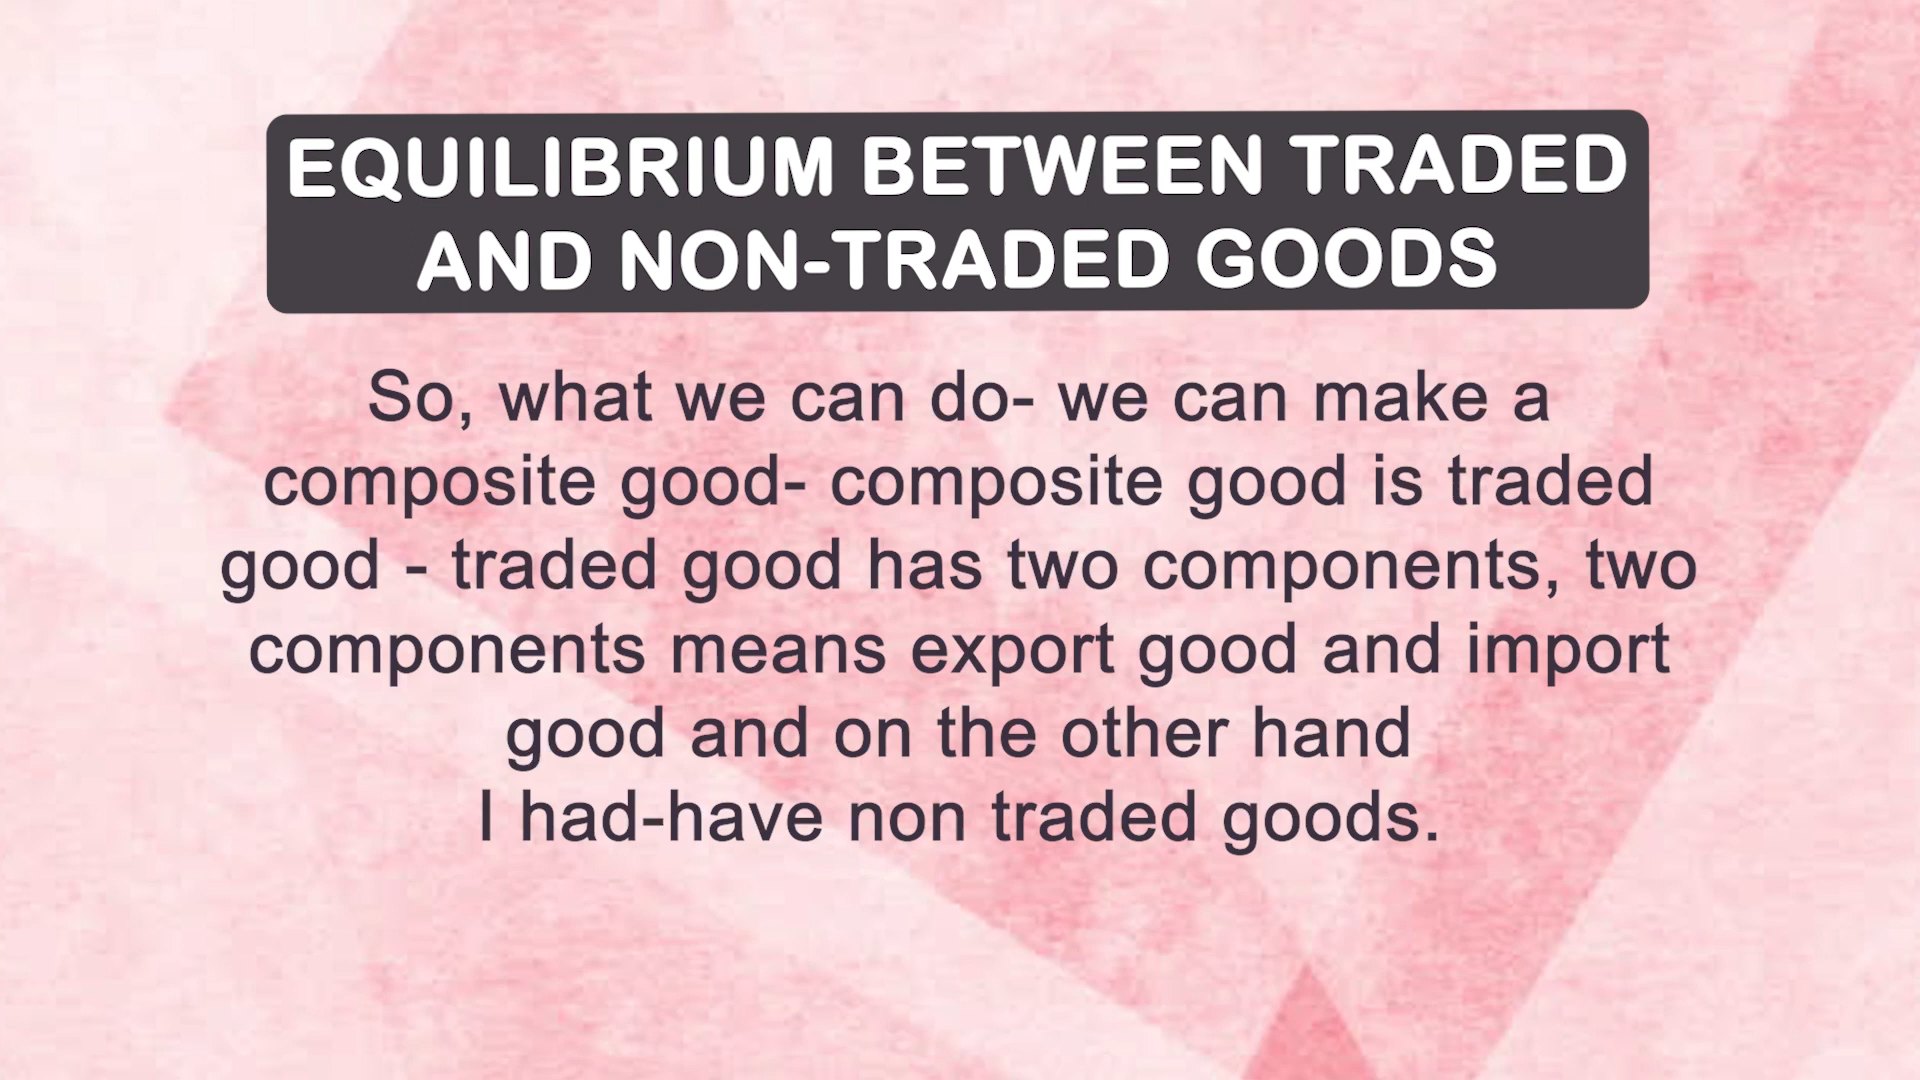 EQUILIBRIUM BETWEEN TRADED
AND NON-TRADED GOODS
So, what we can do- we can make a
composite good- composite good is traded
good - traded good has two components, two
components means export good and import
good and on the other hand
I had-have non traded goods.